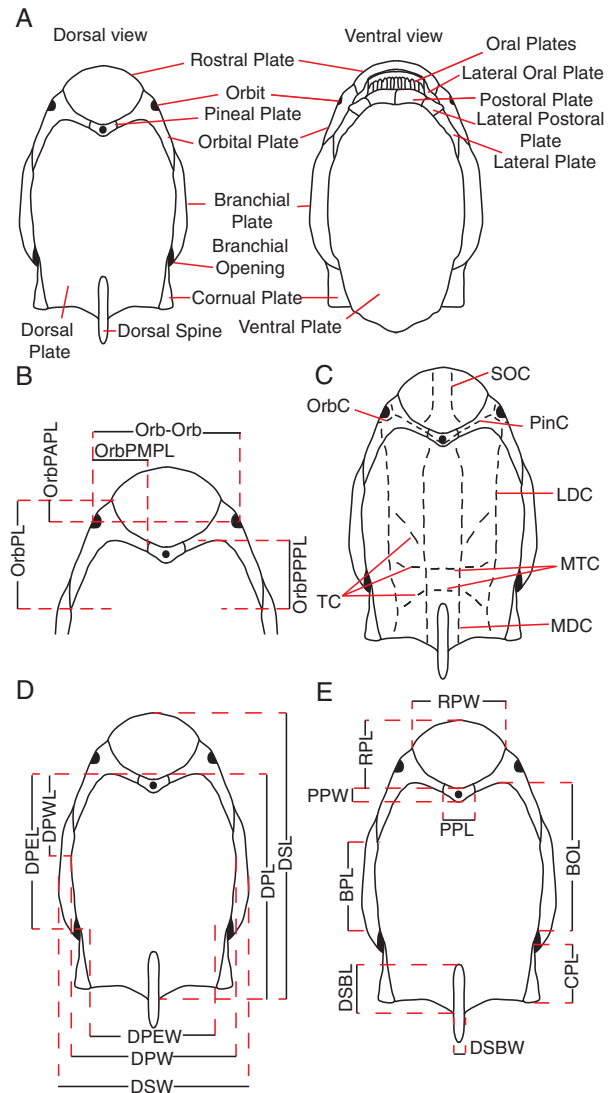 A
Dorsal view
Ventral view
Rostral Plate
Oral Plates
Lateral Oral Plate
Orbit
Postoral Plate
Pineal Plate
Lateral Postoral
Plate
Orbital Plate
Lateral Plate
Branchial
Plate
Branchial
Opening
Cornual Plate
Dorsal
Plate
Dorsal Spine
Ventral Plate
B
Orb-Orb
OrbPMPL
OrbPAPL
OrbPL
OrbPPPL
C
SOC
OrbC
PinC
LDC
MTC
TC
MDC
D
DPEL
DPWL
DPL
DSL
DPEW
DPW
DSW
E
RPW
RPL
PPW
PPL
BPL
BOL
DSBL
CPL
DSBW